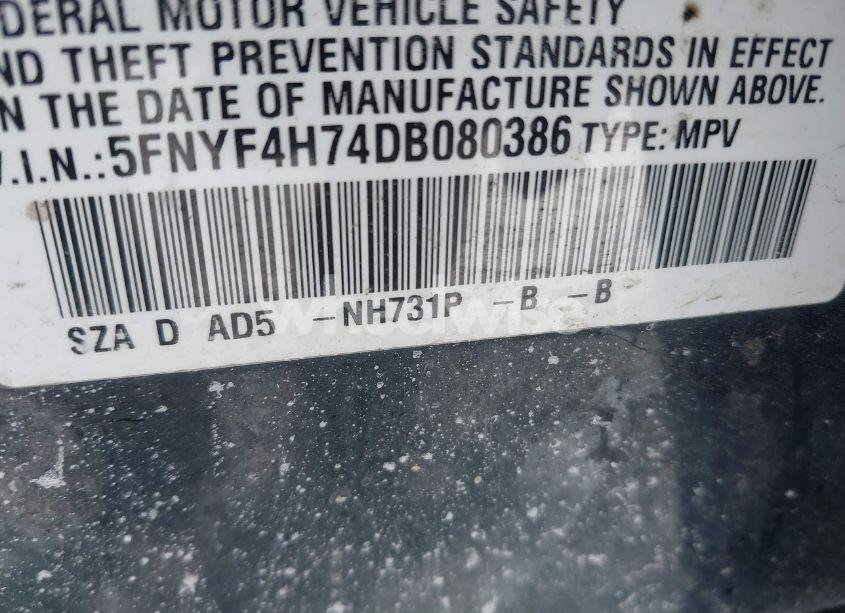 DERAL MOTOR VEHICLE SAFETY
ND THEFT PREVENTION STANDARDS IN EFFECT
N THE DATE OF MANUFACTURE SHOWN ABOVE.
.I.N.:5FNYF4H74DB080386 TYPE: MPV
SZA D AD5 -NH731P -B -B